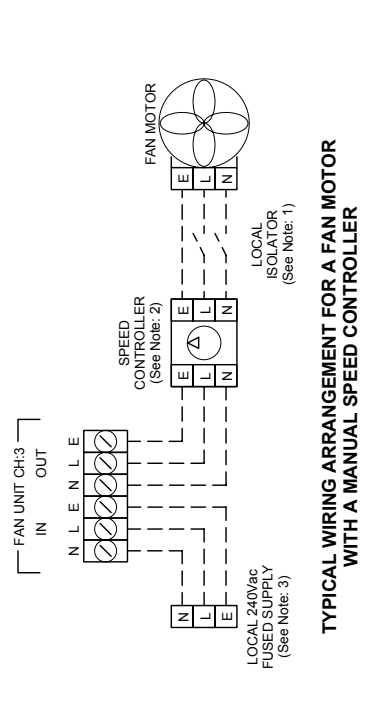 FAN UNIT CH:3
IN OUT
N L E N L E
LOCAL 240Vac
FUSED SUPPLY
(See Note: 3)
N
L
E
SPEED
CONTROLLER
(See Note: 2)
E E
L L
N N
LOCAL
ISOLATOR
(See Note: 1)
FAN MOTOR
E
L
N
TYPICAL WIRING ARRANGEMENT FOR A FAN MOTOR
WITH A MANUAL SPEED CONTROLLER